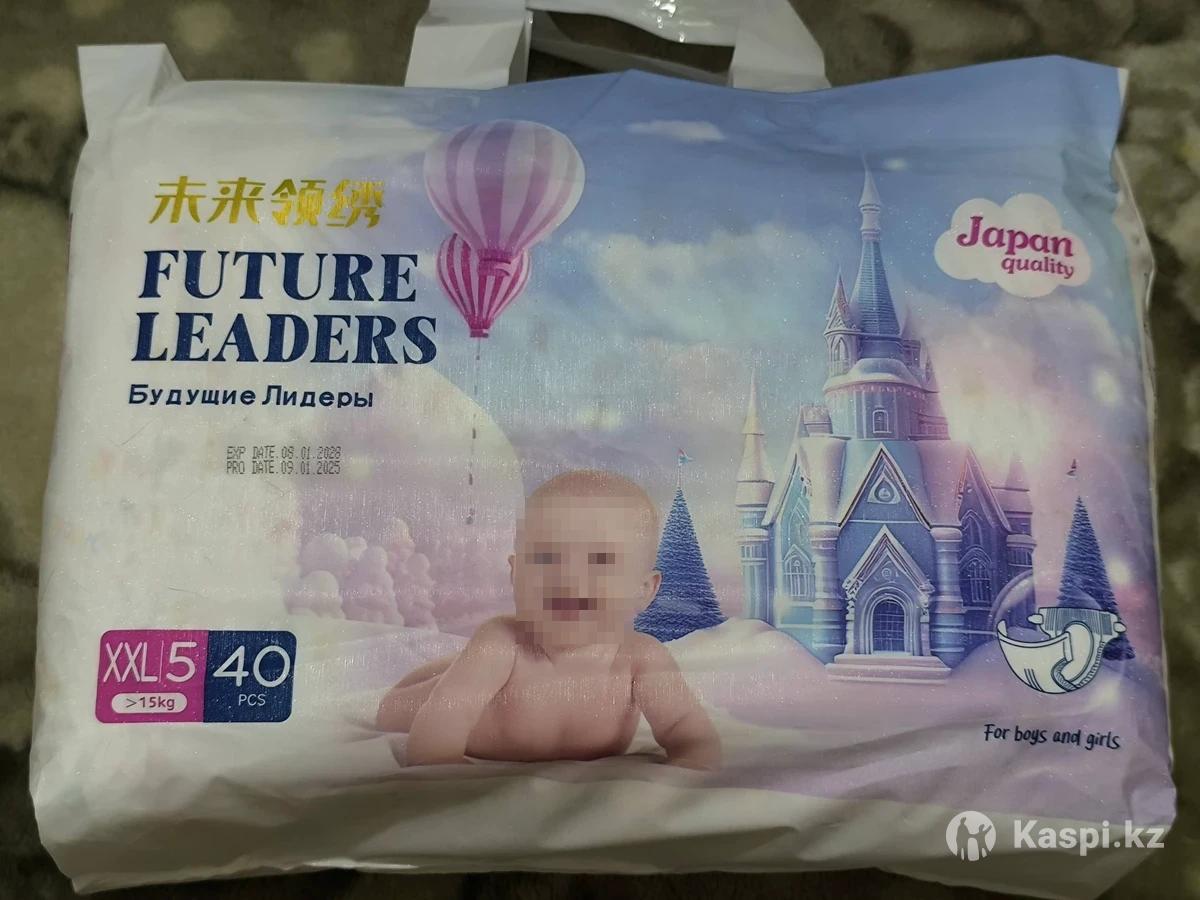 未来领绣
FUTURE
LEADERS
Будущие Лидеры
EXP DATE.08.01.2028
PRO DATE.09.01.2025
Japan
quality
XXL|5
>15kg
40
PCS
For boys and girls
Kaspi.kz